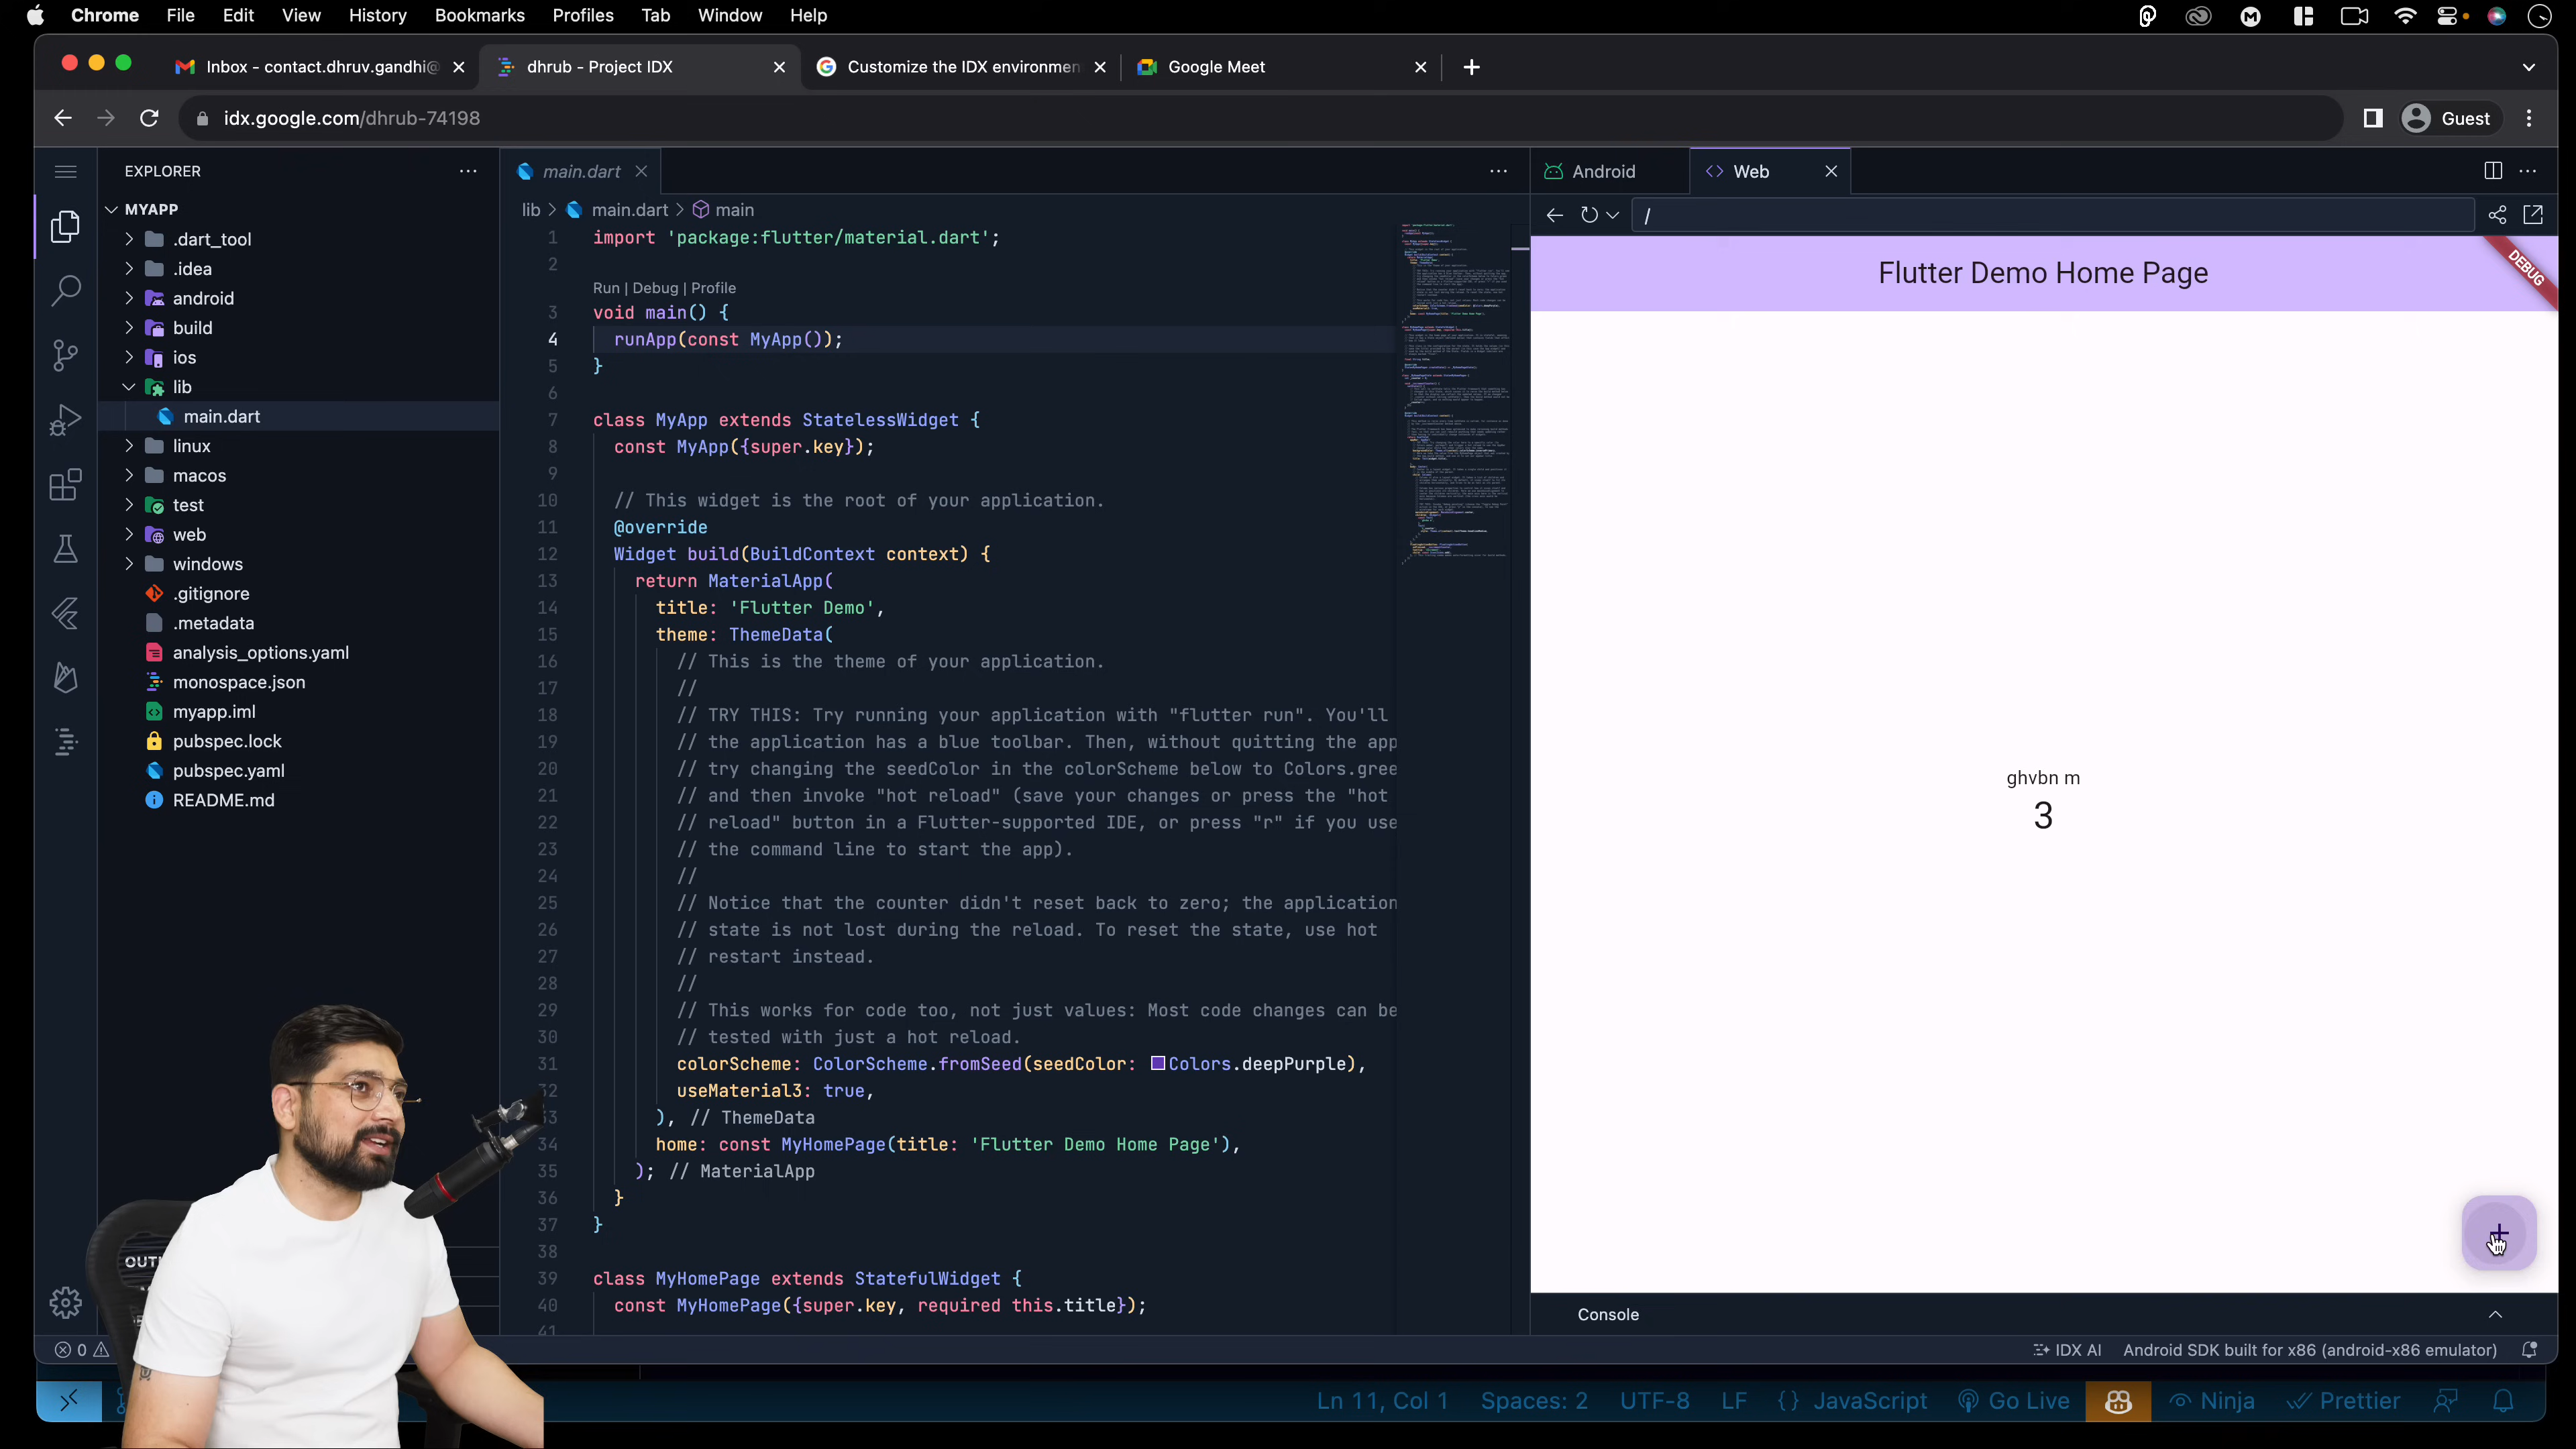 Chrome File Edit View History Bookmarks Profiles Tab Window Help
Inbox - contact.dhruv.gandhi@
dhrub - Project IDX
Customize the IDX environmen
Google Meet
idx.google.com/dhrub-74198
Guest
EXPLORER
MYAPP
.dart_tool
.idea
android
build
ios
lib
main.dart
linux
macos
test
web
windows
.gitignore
.metadata
analysis_options.yaml
monospace.json
myapp.iml
pubspec.lock
pubspec.yaml
README.md
main.dart
lib > main.dart > main
1 import 'package:flutter/material.dart';
2
Run | Debug | Profile
3 void main() {
4 runApp(const MyApp());
5 }
6
7 class MyApp extends StatelessWidget {
8 const MyApp({super.key});
9
10 // This widget is the root of your application.
11 @override
12 Widget build(BuildContext context) {
13 return MaterialApp(
14 title: 'Flutter Demo',
15 theme: ThemeData(
16 // This is the theme of your application.
17 //
18 // TRY THIS: Try running your application with "flutter run". You'll
19 // the application has a blue toolbar. Then, without quitting the app
20 // try changing the seedColor in the colorScheme below to Colors.gree
21 // and then invoke "hot reload" (save your changes or press the "hot
22 // reload" button in a Flutter-supported IDE, or press "r" if you use
23 // the command line to start the app).
24 //
25 // Notice that the counter didn't reset back to zero; the application
26 // state is not lost during the reload. To reset the state, use hot
27 // restart instead.
28 //
29 // This works for code too, not just values: Most code changes can be
30 // tested with just a hot reload.
31 colorScheme: ColorScheme.fromSeed(seedColor: Colors.deepPurple),
32 useMaterial3: true,
33 ), // ThemeData
34 home: const MyHomePage(title: 'Flutter Demo Home Page'),
35 ); // MaterialApp
36 }
37 }
38
39 class MyHomePage extends StatefulWidget {
40 const MyHomePage({super.key, required this.title});
41
Android
Web
/
Flutter Demo Home Page
DEBUG
ghvbn m
3
Console
OUT
0
IDX AI Android SDK built for x86 (android-x86 emulator)
Ln 11, Col 1 Spaces: 2 UTF-8 LF {} JavaScript Go Live Ninja Prettier